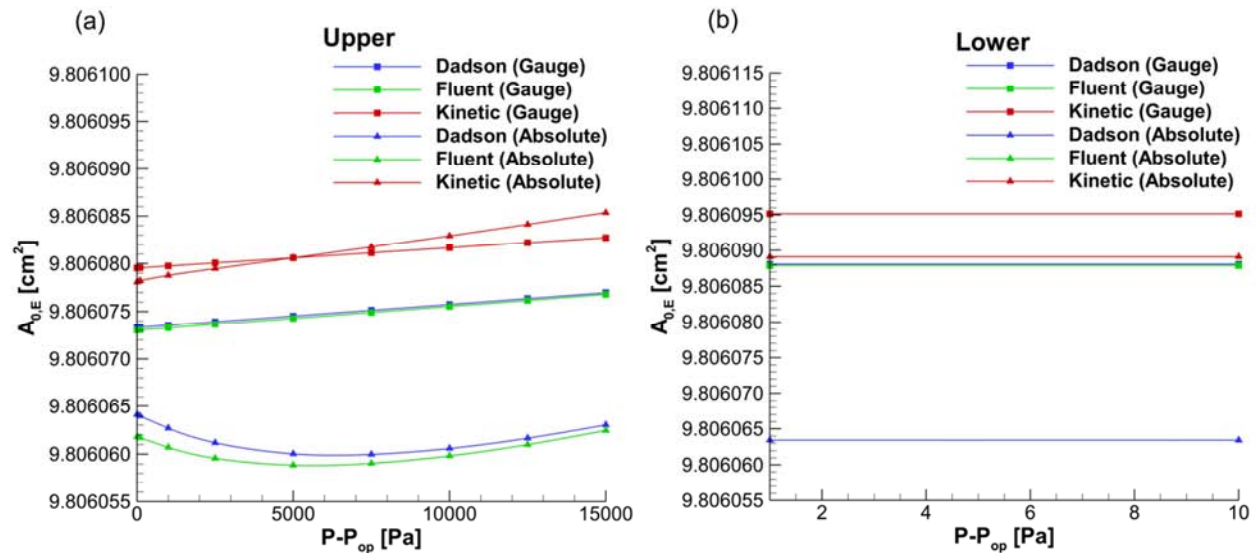 (a)
Upper
Dadson (Gauge)
Fluent (Gauge)
Kinetic (Gauge)
Dadson (Absolute)
Fluent (Absolute)
Kinetic (Absolute)
9.806100
9.806095
9.806090
9.806085
9.806080
9.806075
9.806070
9.806065
9.806060
9.806055
A0,E [cm2]
0 5000 10000 15000
P-Pop [Pa]
(b)
Lower
Dadson (Gauge)
Fluent (Gauge)
Kinetic (Gauge)
Dadson (Absolute)
Fluent (Absolute)
Kinetic (Absolute)
9.806115
9.806110
9.806105
9.806100
9.806095
9.806090
9.806085
9.806080
9.806075
9.806070
9.806065
9.806060
9.806055
A0,E [cm2]
2 4 6 8 10
P-Pop [Pa]